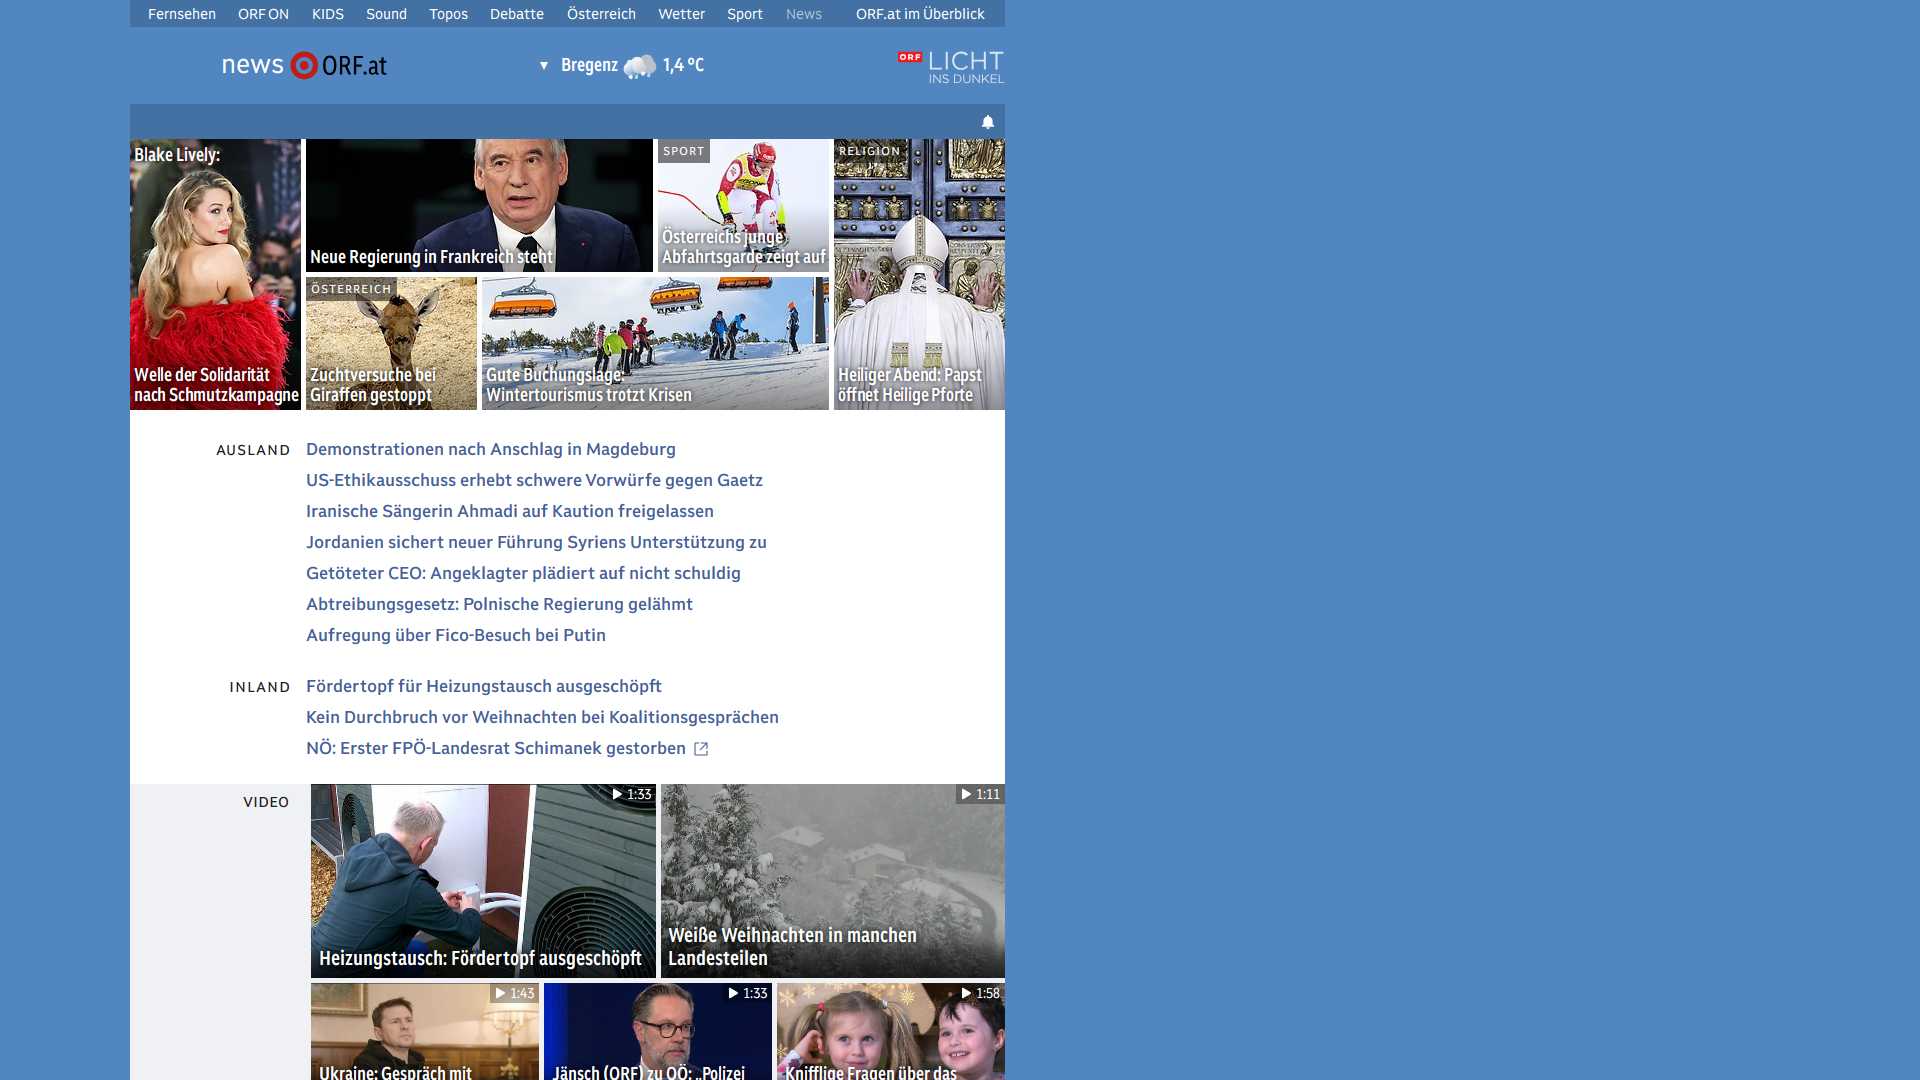 Fernsehen ORF ON KIDS Sound Topos Debatte Österreich Wetter Sport News ORF.at im Überblick
news ORF.at
Bregenz 1,4 °C
ORF LICHT
INS DUNKEL
Blake Lively:
Welle der Solidarität
nach Schmutzkampagne
Neue Regierung in Frankreich steht
SPORT
Österreichs junge
Abfahrtsgarde zeigt auf
RELIGION
Heiliger Abend: Papst
öffnet Heilige Pforte
ÖSTERREICH
Zuchtversuche bei
Giraffen gestoppt
Gute Buchungslage:
Wintertourismus trotzt Krisen
AUSLAND
Demonstrationen nach Anschlag in Magdeburg
US-Ethikausschuss erhebt schwere Vorwürfe gegen Gaetz
Iranische Sängerin Ahmadi auf Kaution freigelassen
Jordanien sichert neuer Führung Syriens Unterstützung zu
Getöteter CEO: Angeklagter plädiert auf nicht schuldig
Abtreibungsgesetz: Polnische Regierung gelähmt
Aufregung über Fico-Besuch bei Putin
INLAND
Fördertopf für Heizungstausch ausgeschöpft
Kein Durchbruch vor Weihnachten bei Koalitionsgesprächen
NÖ: Erster FPÖ-Landesrat Schimanek gestorben
VIDEO
1:33
Heizungstausch: Fördertopf ausgeschöpft
1:11
Weiße Weihnachten in manchen
Landesteilen
1:43
Ukraine: Gespräch mit
1:33
Jänsch (ORF) zu OÖ: „Polizei
1:58
Knifflige Fragen über das